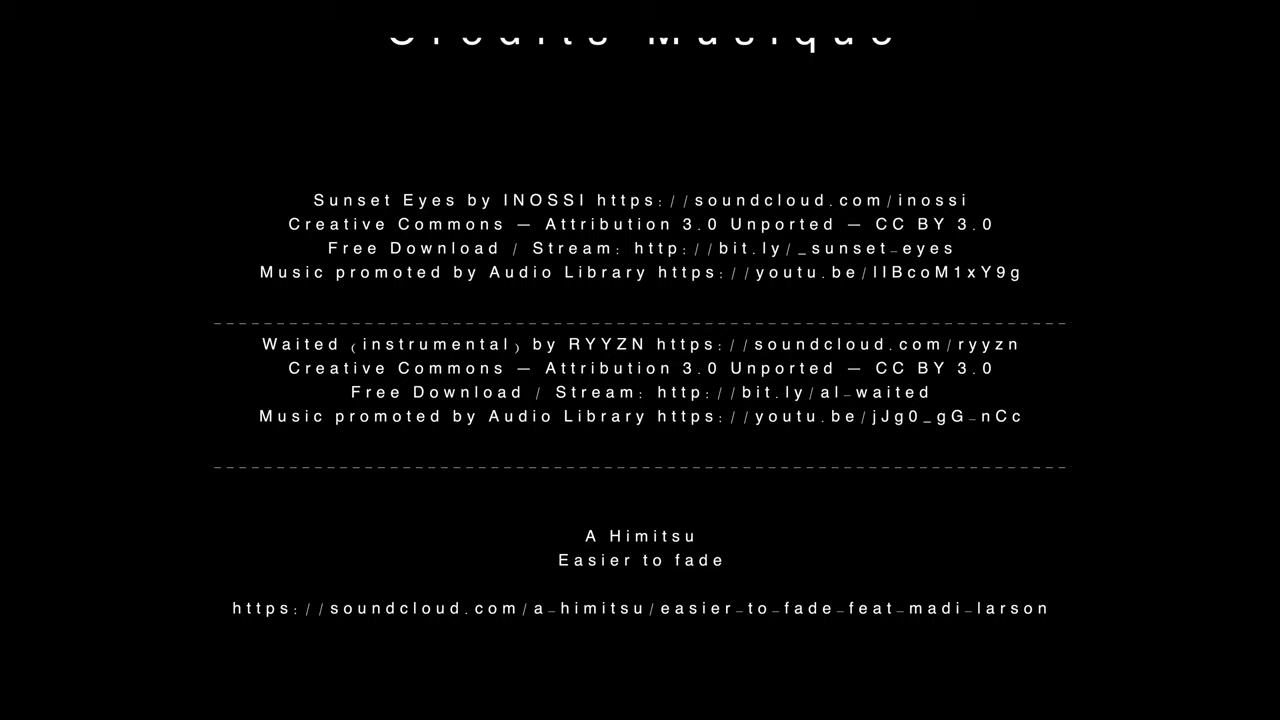 Crédits Musique
Sunset Eyes by INOSSI https://soundcloud.com/inossi
Creative Commons — Attribution 3.0 Unported — CC BY 3.0
Free Download / Stream: http://bit.ly/_sunset-eyes
Music promoted by Audio Library https://youtu.be/lIBcoM1xY9g
––––––––––––––––––––––––––––––––––––––––––––––––––––––––––––––––––––
Waited (instrumental) by RYYZN https://soundcloud.com/ryyzn
Creative Commons — Attribution 3.0 Unported — CC BY 3.0
Free Download / Stream: http://bit.ly/al-waited
Music promoted by Audio Library https://youtu.be/jJg0_gG-nCc
––––––––––––––––––––––––––––––––––––––––––––––––––––––––––––––––––––
A Himitsu
Easier to fade
https://soundcloud.com/a-himitsu/easier-to-fade-feat-madi-larson